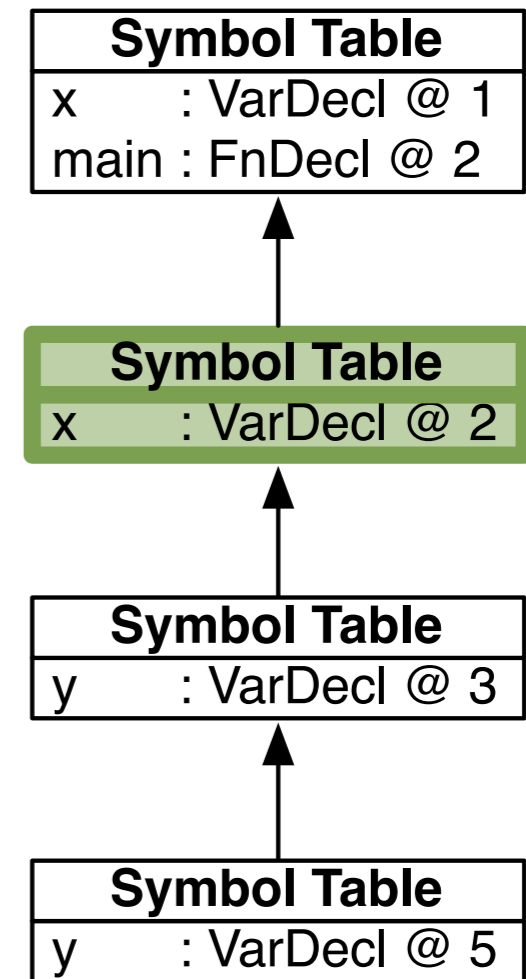 Symbol Table
x : VarDecl @ 1
main : FnDecl @ 2
Symbol Table
x : VarDecl @ 2
Symbol Table
y : VarDecl @ 3
Symbol Table
y : VarDecl @ 5